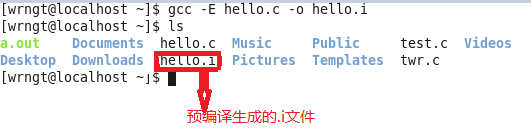 [wrngt@localhost ~]$ gcc -E hello.c -o hello.i
[wrngt@localhost ~]$ ls
a.out Documents hello.c Music Public test.c Videos
Desktop Downloads hello.i Pictures Templates twr.c
[wrngt@localhost ~]$
预编译生成的.i文件